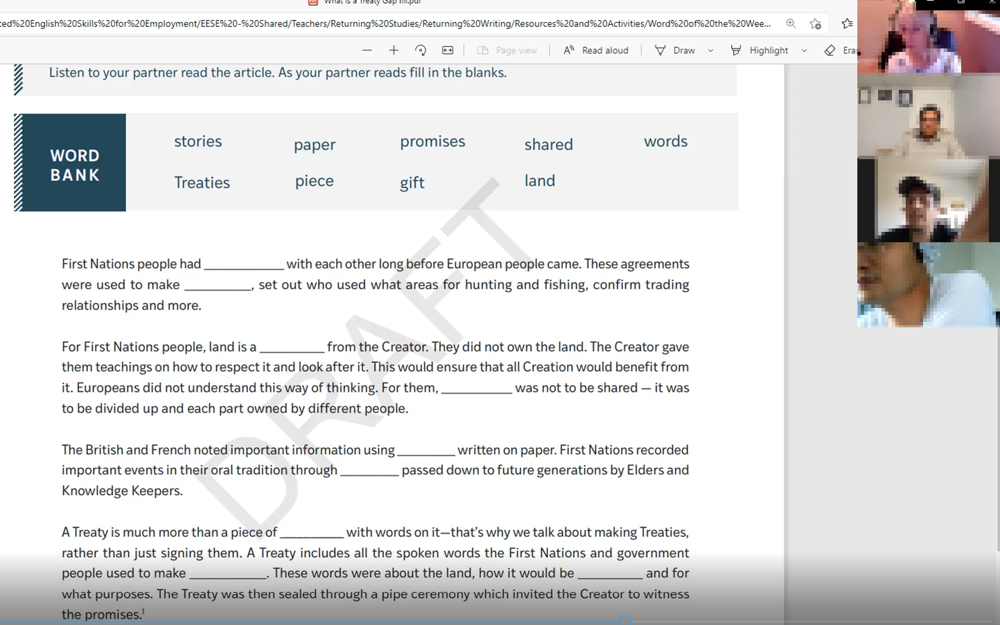 What is a Treaty Gap fill.pdf
ced%20English%20Skills%20for%20Employment/EESE%20-%20Shared/Teachers/Returning%20Studies/Returning%20Writing/Resources%20and%20Activities/Word%20of%20the%20Wee...
Page view
Read aloud
Draw
Highlight
Eras
Listen to your partner read the article. As your partner reads fill in the blanks.
WORD
BANK
stories paper promises shared words
Treaties piece gift land
DRAFT
First Nations people had ____________ with each other long before European people came. These agreements
were used to make __________, set out who used what areas for hunting and fishing, confirm trading
relationships and more.
For First Nations people, land is a __________ from the Creator. They did not own the land. The Creator gave
them teachings on how to respect it and look after it. This would ensure that all Creation would benefit from
it. Europeans did not understand this way of thinking. For them, ___________ was not to be shared — it was
to be divided up and each part owned by different people.
The British and French noted important information using _________ written on paper. First Nations recorded
important events in their oral tradition through _________ passed down to future generations by Elders and
Knowledge Keepers.
A Treaty is much more than a piece of __________ with words on it—that’s why we talk about making Treaties,
rather than just signing them. A Treaty includes all the spoken words the First Nations and government
people used to make ____________. These words were about the land, how it would be __________ and for
what purposes. The Treaty was then sealed through a pipe ceremony which invited the Creator to witness
the promises.¹